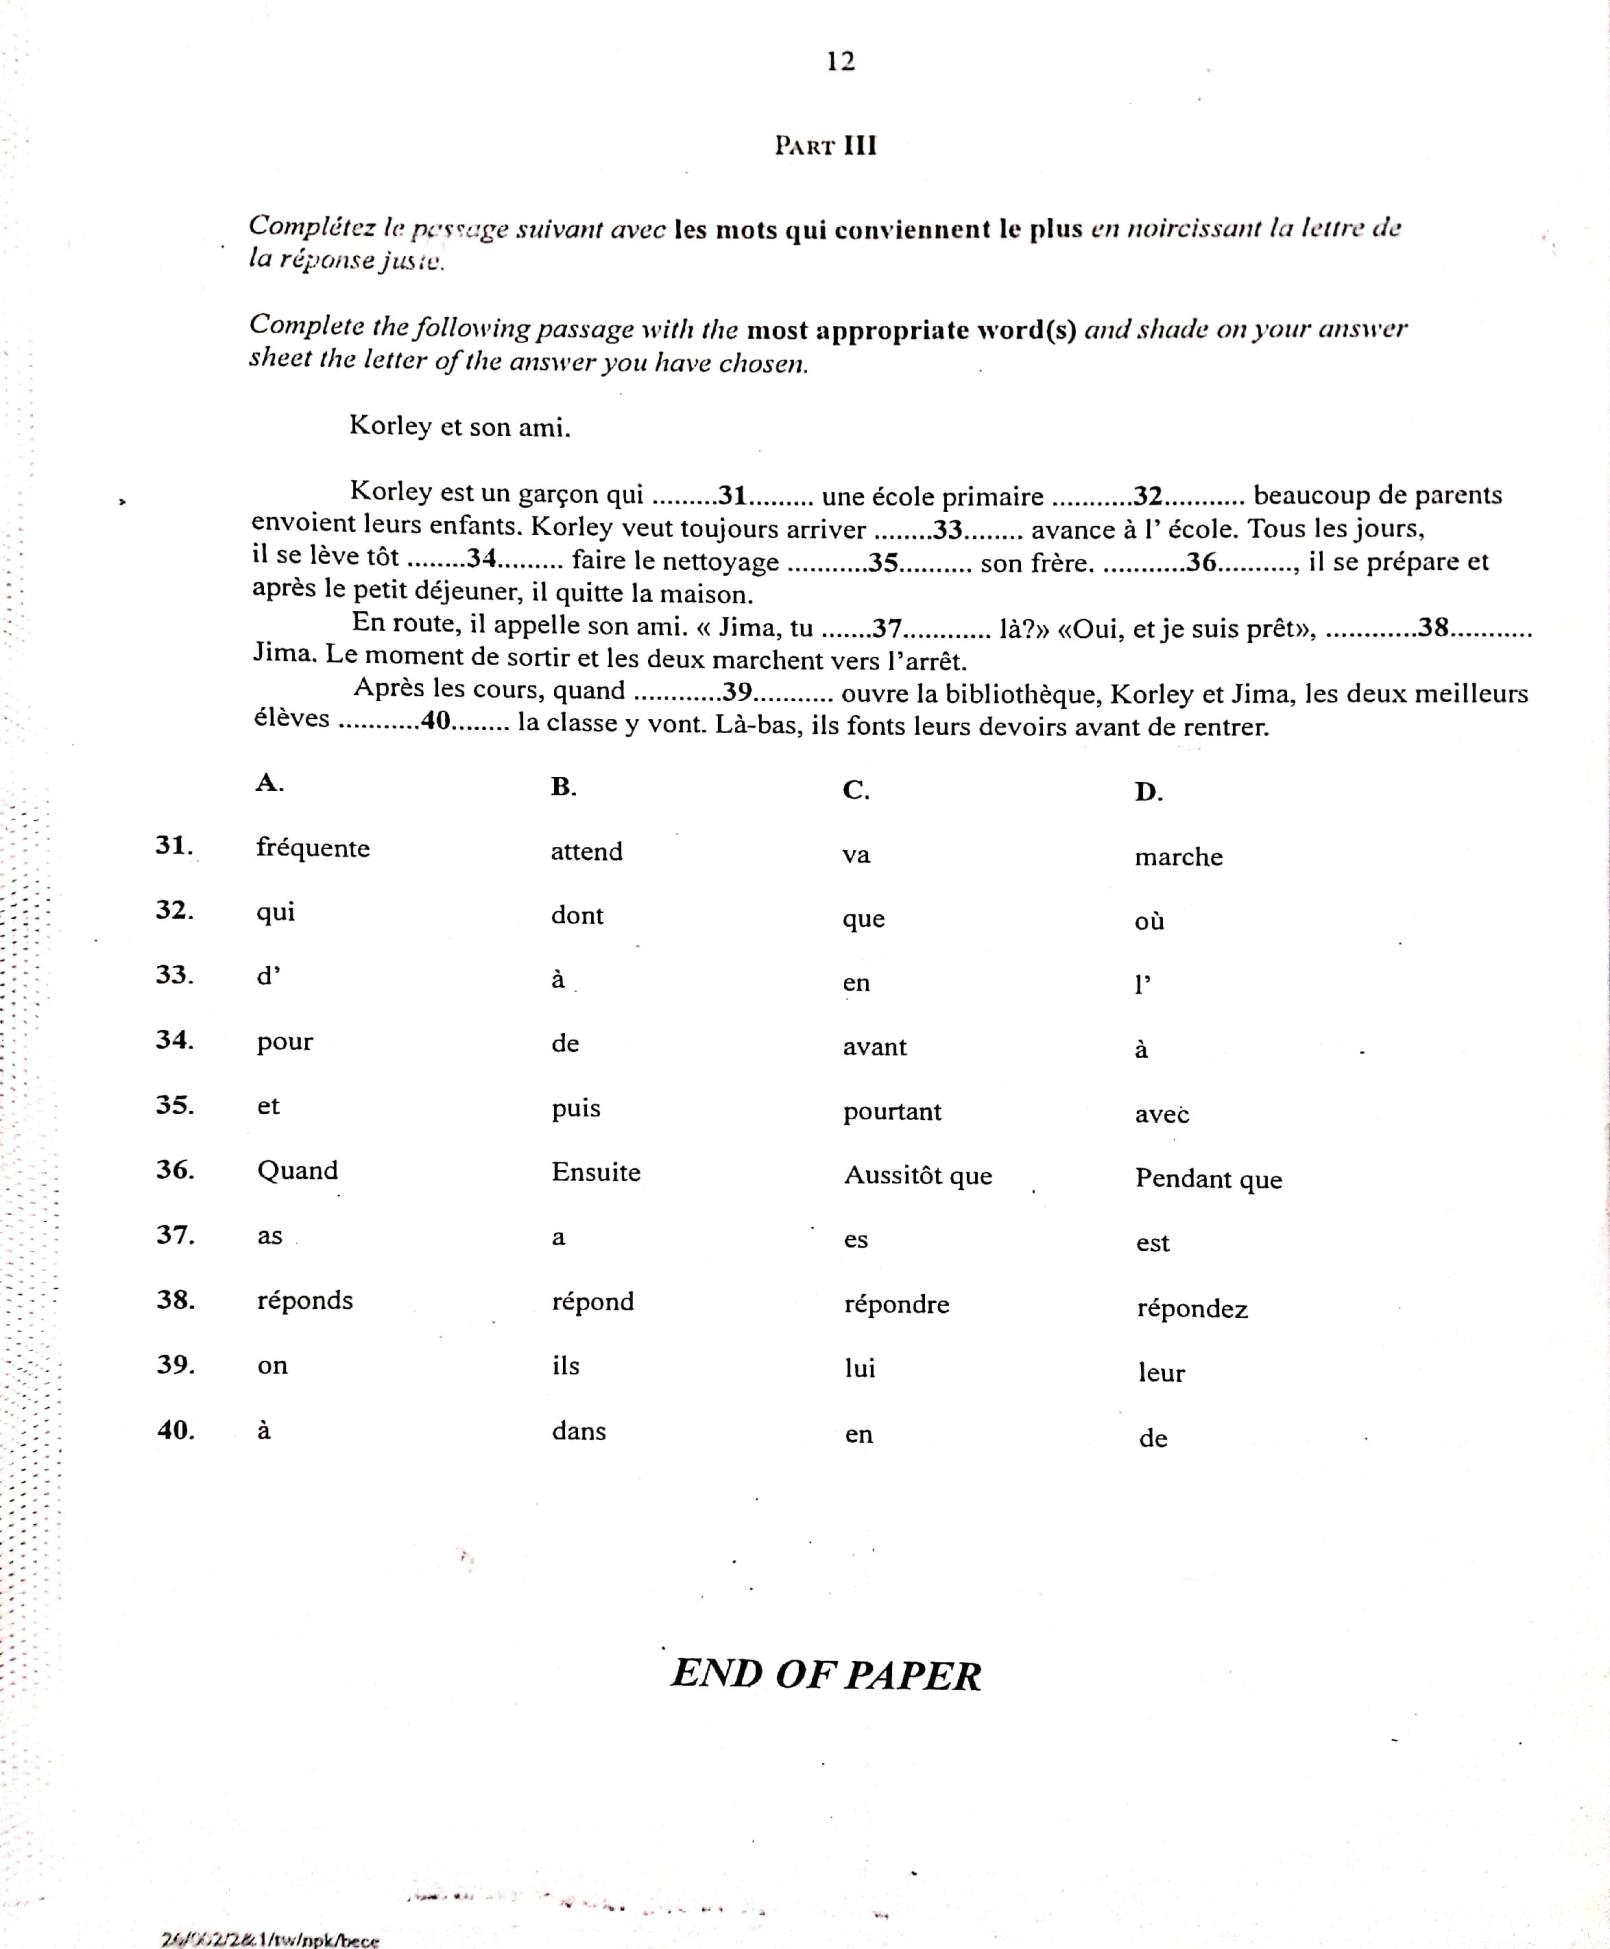 12
PART III
Complétez le passage suivant avec les mots qui conviennent le plus en noircissant la lettre de
la réponse juste.
Complete the following passage with the most appropriate word(s) and shade on your answer
sheet the letter of the answer you have chosen.
Korley et son ami.
Korley est un garçon qui .........31......... une école primaire ...........32........... beaucoup de parents
envoient leurs enfants. Korley veut toujours arriver ........33........ avance à l' école. Tous les jours,
il se lève tôt ........34......... faire le nettoyage ...........35.......... son frère. ...........36.........., il se prépare et
après le petit déjeuner, il quitte la maison.
En route, il appelle son ami. « Jima, tu .......37............ là?» «Oui, et je suis prêt», ............38...........
Jima. Le moment de sortir et les deux marchent vers l'arrêt.
Après les cours, quand ............39........... ouvre la bibliothèque, Korley et Jima, les deux meilleurs
élèves ...........40........ la classe y vont. Là-bas, ils fonts leurs devoirs avant de rentrer.
A. B. C. D.
31. fréquente attend va marche
32. qui dont que où
33. d' à en l'
34. pour de avant à
35. et puis pourtant avec
36. Quand Ensuite Aussitôt que Pendant que
37. as a es est
38. réponds répond répondre répondez
39. on ils lui leur
40. à dans en de
END OF PAPER